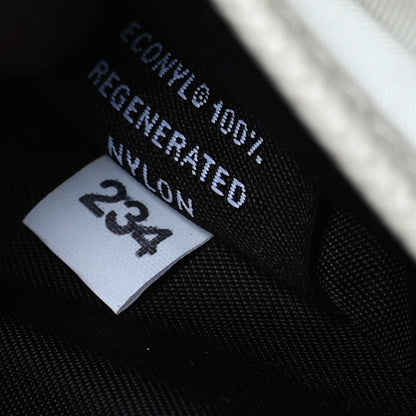 ECONYL® 100%
REGENERATED
NYLON
234